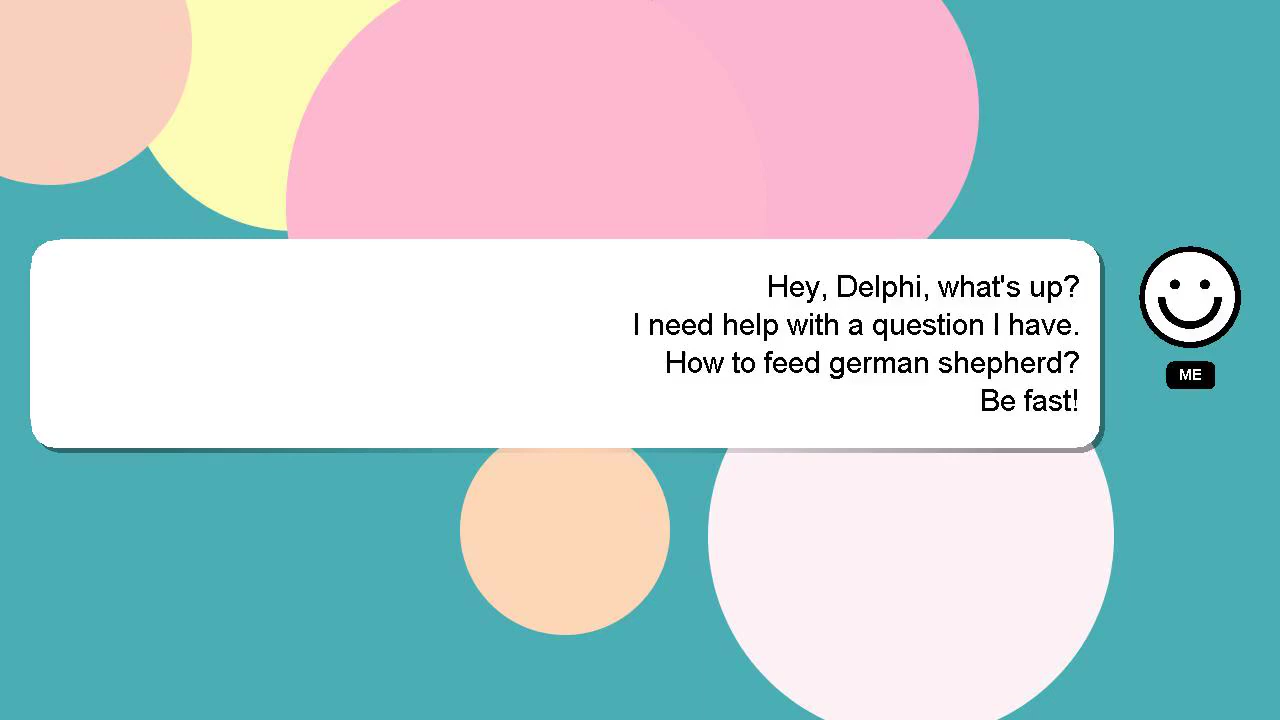 Hey, Delphi, what's up?
I need help with a question I have.
How to feed german shepherd?
Be fast!
ME